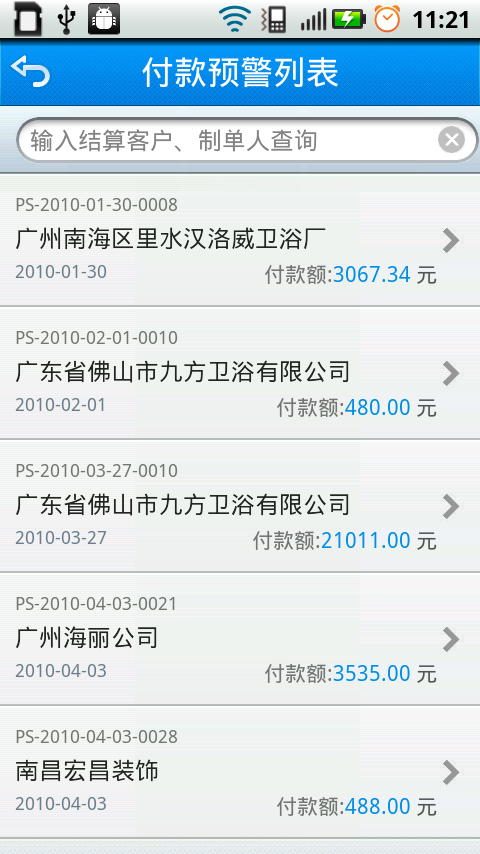 11:21
付款预警列表
输入结算客户、制单人查询
PS-2010-01-30-0008
广州南海区里水汉洛威卫浴厂
2010-01-30 付款额:3067.34 元
PS-2010-02-01-0010
广东省佛山市九方卫浴有限公司
2010-02-01 付款额:480.00 元
PS-2010-03-27-0010
广东省佛山市九方卫浴有限公司
2010-03-27 付款额:21011.00 元
PS-2010-04-03-0021
广州海丽公司
2010-04-03 付款额:3535.00 元
PS-2010-04-03-0028
南昌宏昌装饰
2010-04-03 付款额:488.00 元